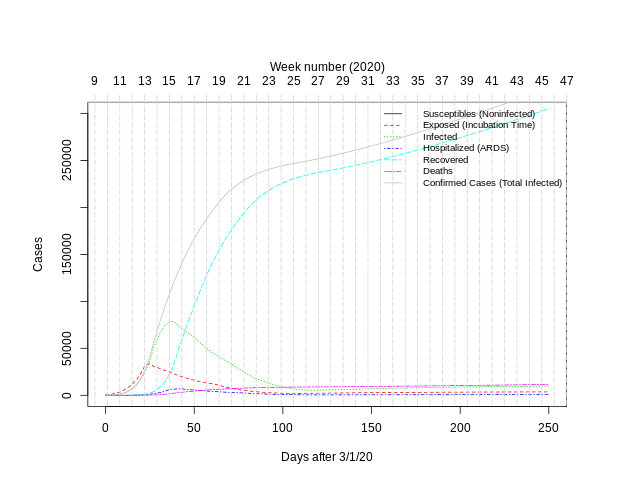 Week number (2020)
9 11 13 15 17 19 21 23 25 27 29 31 33 35 37 39 41 43 45 47
Susceptibles (Noninfected)
Exposed (Incubation Time)
Infected
Hospitalized (ARDS)
Recovered
Deaths
Confirmed Cases (Total Infected)
Cases
250000
150000
50000
0
0 50 100 150 200 250
Days after 3/1/20